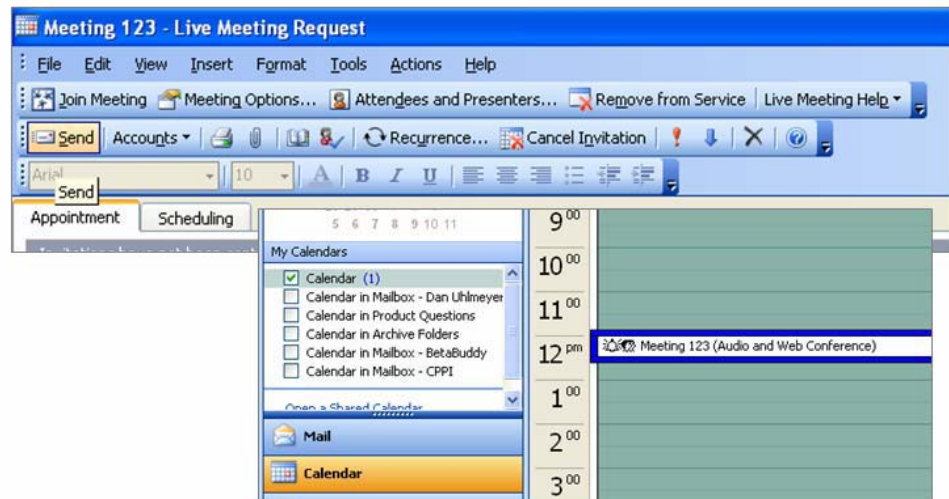 Meeting 123 - Live Meeting Request
File Edit View Insert Format Tools Actions Help
Join Meeting Meeting Options... Attendees and Presenters... Remove from Service Live Meeting Help
Send Accounts Recurrence... Cancel Invitation
Arial 10 A B I U
Send
Appointment Scheduling
5 6 7 8 9 10 11
My Calendars
Calendar (1)
Calendar in Mailbox - Dan Uhlmeyer
Calendar in Product Questions
Calendar in Archive Folders
Calendar in Mailbox - BetaBuddy
Calendar in Mailbox - CPPI
Open a Shared Calendar
Mail
Calendar
9 00
10 00
11 00
12 pm
Meeting 123 (Audio and Web Conference)
1 00
2 00
3 00